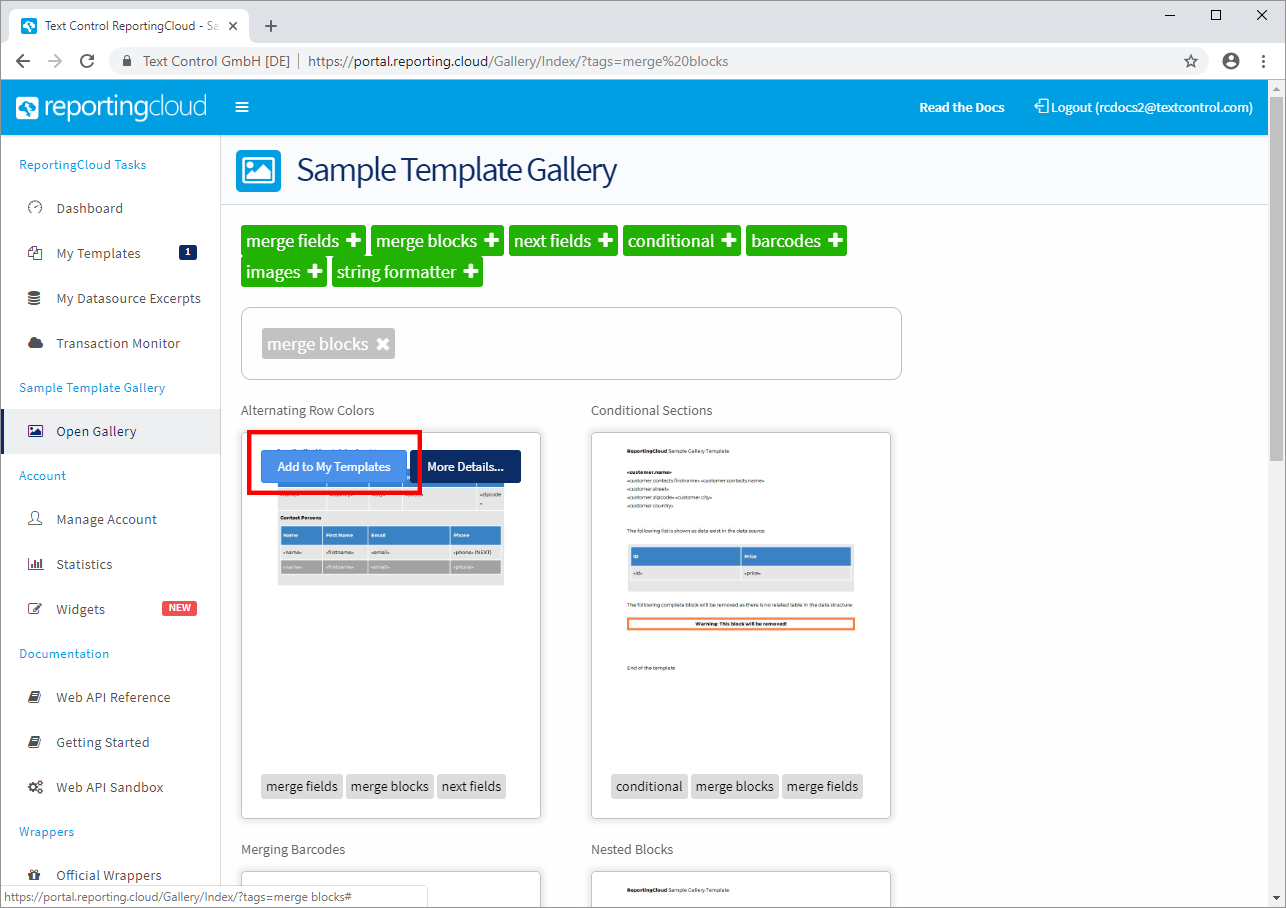 Text Control ReportingCloud - Sa
Text Control GmbH [DE] | https://portal.reporting.cloud/Gallery/Index/?tags=merge%20blocks
reportingcloud
Read the Docs
Logout (rcdocs2@textcontrol.com)
ReportingCloud Tasks
Dashboard
My Templates
1
My Datasource Excerpts
Transaction Monitor
Sample Template Gallery
Open Gallery
Account
Manage Account
Statistics
Widgets
NEW
Documentation
Web API Reference
Getting Started
Web API Sandbox
Wrappers
Official Wrappers
https://portal.reporting.cloud/Gallery/Index/?tags=merge blocks#
Sample Template Gallery
merge fields
merge blocks
next fields
conditional
barcodes
images
string formatter
merge blocks
Alternating Row Colors
Add to My Templates
More Details...
«zipcode
»
Contact Persons
Name First Name Email Phone
«name» «firstname» «email» «phone» {NEXT}
«name» «firstname» «email» «phone»
merge fields
merge blocks
next fields
Conditional Sections
ReportingCloud Sample Gallery Template
«customer.name»
«customer.contacts.firstname» «customer.contacts.name»
«customer.street»
«customer.zipcode» «customer.city»
«customer.country»
The following list is shown as data exist in the data source.
ID Price
«id» «price»
The following complete block will be removed as there is no related table in the data structure
Warning: This block will be removed!
End of the template
conditional
merge blocks
merge fields
Merging Barcodes
Nested Blocks
ReportingCloud Sample Gallery Template